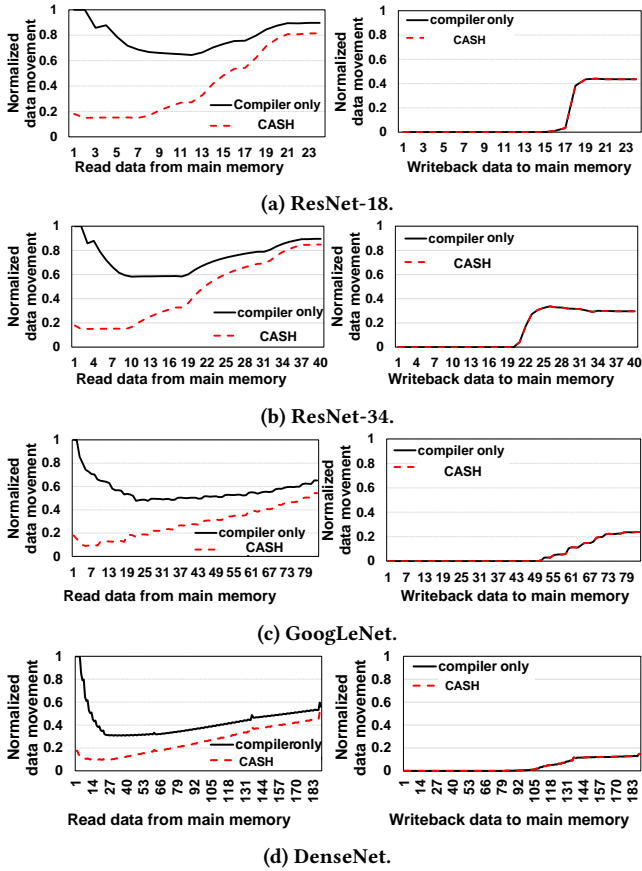 Normalized
data movement
1
0.8
0.6
0.4
0.2
0
compiler only
CASH
1 3 5 7 9 11 13 15 17 19 21 23
Read data from main memory
Normalized
data movement
1
0.8
0.6
0.4
0.2
0
compiler only
CASH
1 3 5 7 9 11 13 15 17 19 21 23
Writeback data to main memory
(a) ResNet-18.
Normalized
data movement
1
0.8
0.6
0.4
0.2
0
compiler only
CASH
1 4 7 10 13 16 19 22 25 28 31 34 37 40
Read data from main memory
Normalized
data movement
1
0.8
0.6
0.4
0.2
0
compiler only
CASH
1 4 7 10 13 16 19 22 25 28 31 34 37 40
Writeback data to main memory
(b) ResNet-34.
Normalized
data movement
1
0.8
0.6
0.4
0.2
0
compiler only
CASH
1 7 13 19 25 31 37 43 49 55 61 67 73 79
Read data from main memory
Normalized
data movement
1
0.8
0.6
0.4
0.2
0
compiler only
CASH
1 7 13 19 25 31 37 43 49 55 61 67 73 79
Writeback data to main memory
(c) GoogLeNet.
Normalized
data movement
1
0.8
0.6
0.4
0.2
0
compileronly
CASH
1 14 27 40 53 66 79 92 105 118 131 144 157 170 183
Read data from main memory
Normalized
data movement
1
0.8
0.6
0.4
0.2
0
compiler only
CASH
1 14 27 40 53 66 79 92 105 118 131 144 157 170 183
Writeback data to main memory
(d) DenseNet.